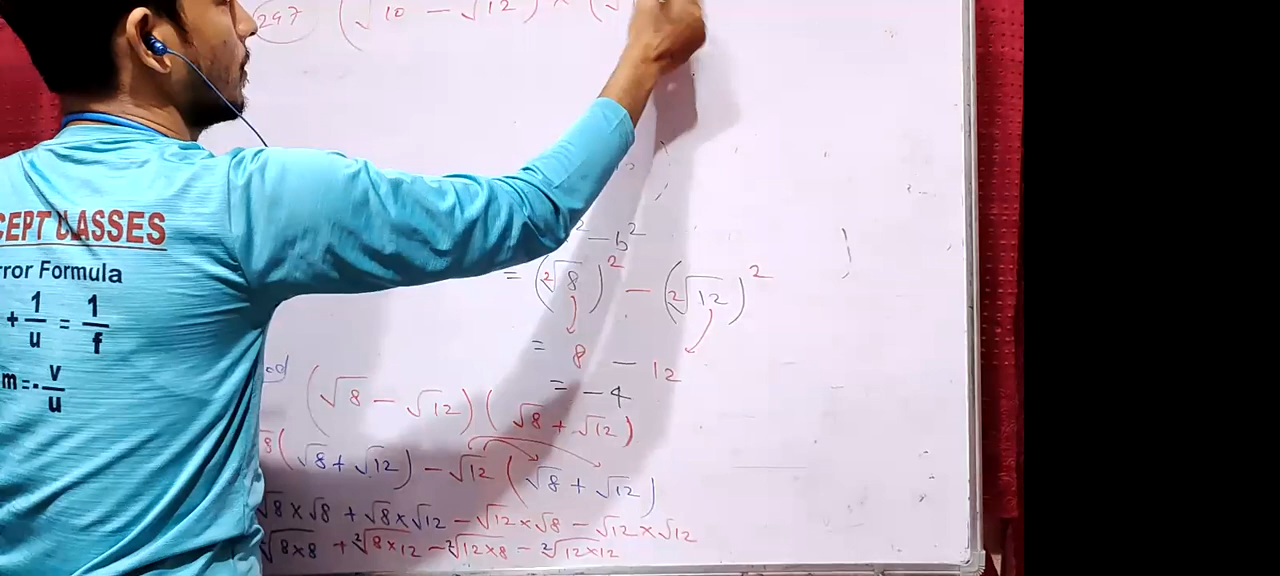 297 (√10 - √12) × (√
² - b²
= (²√8)² - (²√12)²
= 8 - 12
= -4
(√8 - √12)(√8 + √12)
√8(√8 + √12) - √12(√8 + √12)
√8×√8 + √8×√12 - √12×√8 - √12×√12
√8×8 + ²√8×12 - ²√12×8 - ²√12×12
CEPT CLASSES
rror Formula
+ 1/u = 1/f
m = - v/u